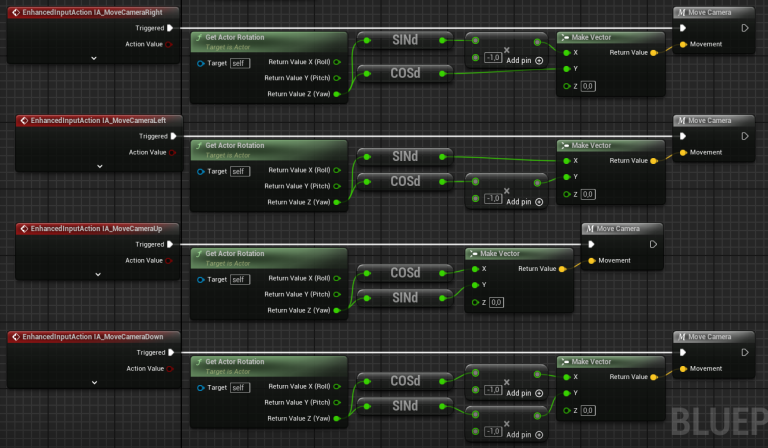 EnhancedInputAction IA_MoveCameraRight
Triggered
Action Value
Get Actor Rotation
Target is Actor
Target self
Return Value X (Roll)
Return Value Y (Pitch)
Return Value Z (Yaw)
SINd
COSd
×
-1,0
Add pin
Make Vector
X
Return Value
Y
Z 0,0
Move Camera
Movement
EnhancedInputAction IA_MoveCameraLeft
Triggered
Action Value
Get Actor Rotation
Target is Actor
Target self
Return Value X (Roll)
Return Value Y (Pitch)
Return Value Z (Yaw)
SINd
COSd
×
-1,0
Add pin
Make Vector
X
Return Value
Y
Z 0,0
Move Camera
Movement
EnhancedInputAction IA_MoveCameraUp
Triggered
Action Value
Get Actor Rotation
Target is Actor
Target self
Return Value X (Roll)
Return Value Y (Pitch)
Return Value Z (Yaw)
COSd
SINd
Make Vector
X
Return Value
Y
Z 0,0
Move Camera
Movement
EnhancedInputAction IA_MoveCameraDown
Triggered
Action Value
Get Actor Rotation
Target is Actor
Target self
Return Value X (Roll)
Return Value Y (Pitch)
Return Value Z (Yaw)
COSd
SINd
×
-1,0
Add pin
×
-1,0
Add pin
Make Vector
X
Return Value
Y
Z 0,0
Move Camera
Movement
BLUEP